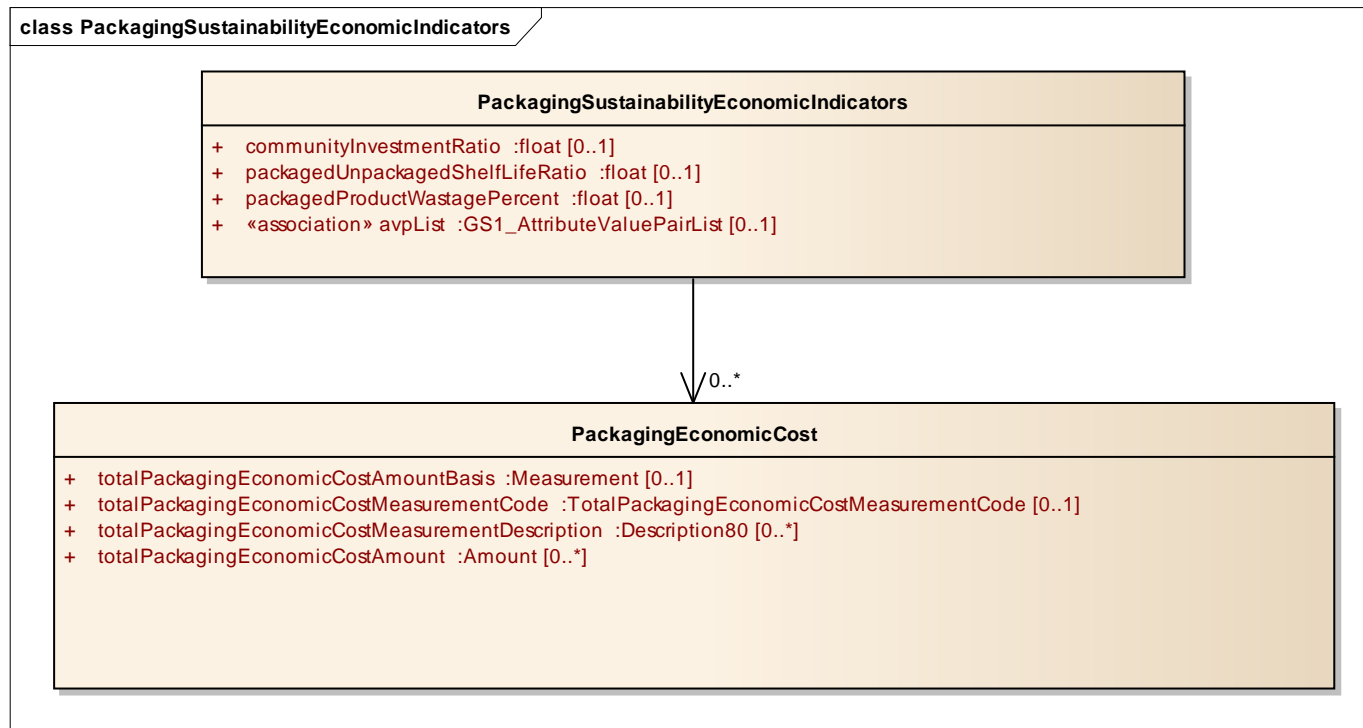 class PackagingSustainabilityEconomicIndicators
PackagingSustainabilityEconomicIndicators
+ communityInvestmentRatio :float [0..1]
+ packagedUnpackagedShelfLifeRatio :float [0..1]
+ packagedProductWastagePercent :float [0..1]
+ «association» avpList :GS1_AttributeValuePairList [0..1]
0..*
PackagingEconomicCost
+ totalPackagingEconomicCostAmountBasis :Measurement [0..1]
+ totalPackagingEconomicCostMeasurementCode :TotalPackagingEconomicCostMeasurementCode [0..1]
+ totalPackagingEconomicCostMeasurementDescription :Description80 [0..*]
+ totalPackagingEconomicCostAmount :Amount [0..*]